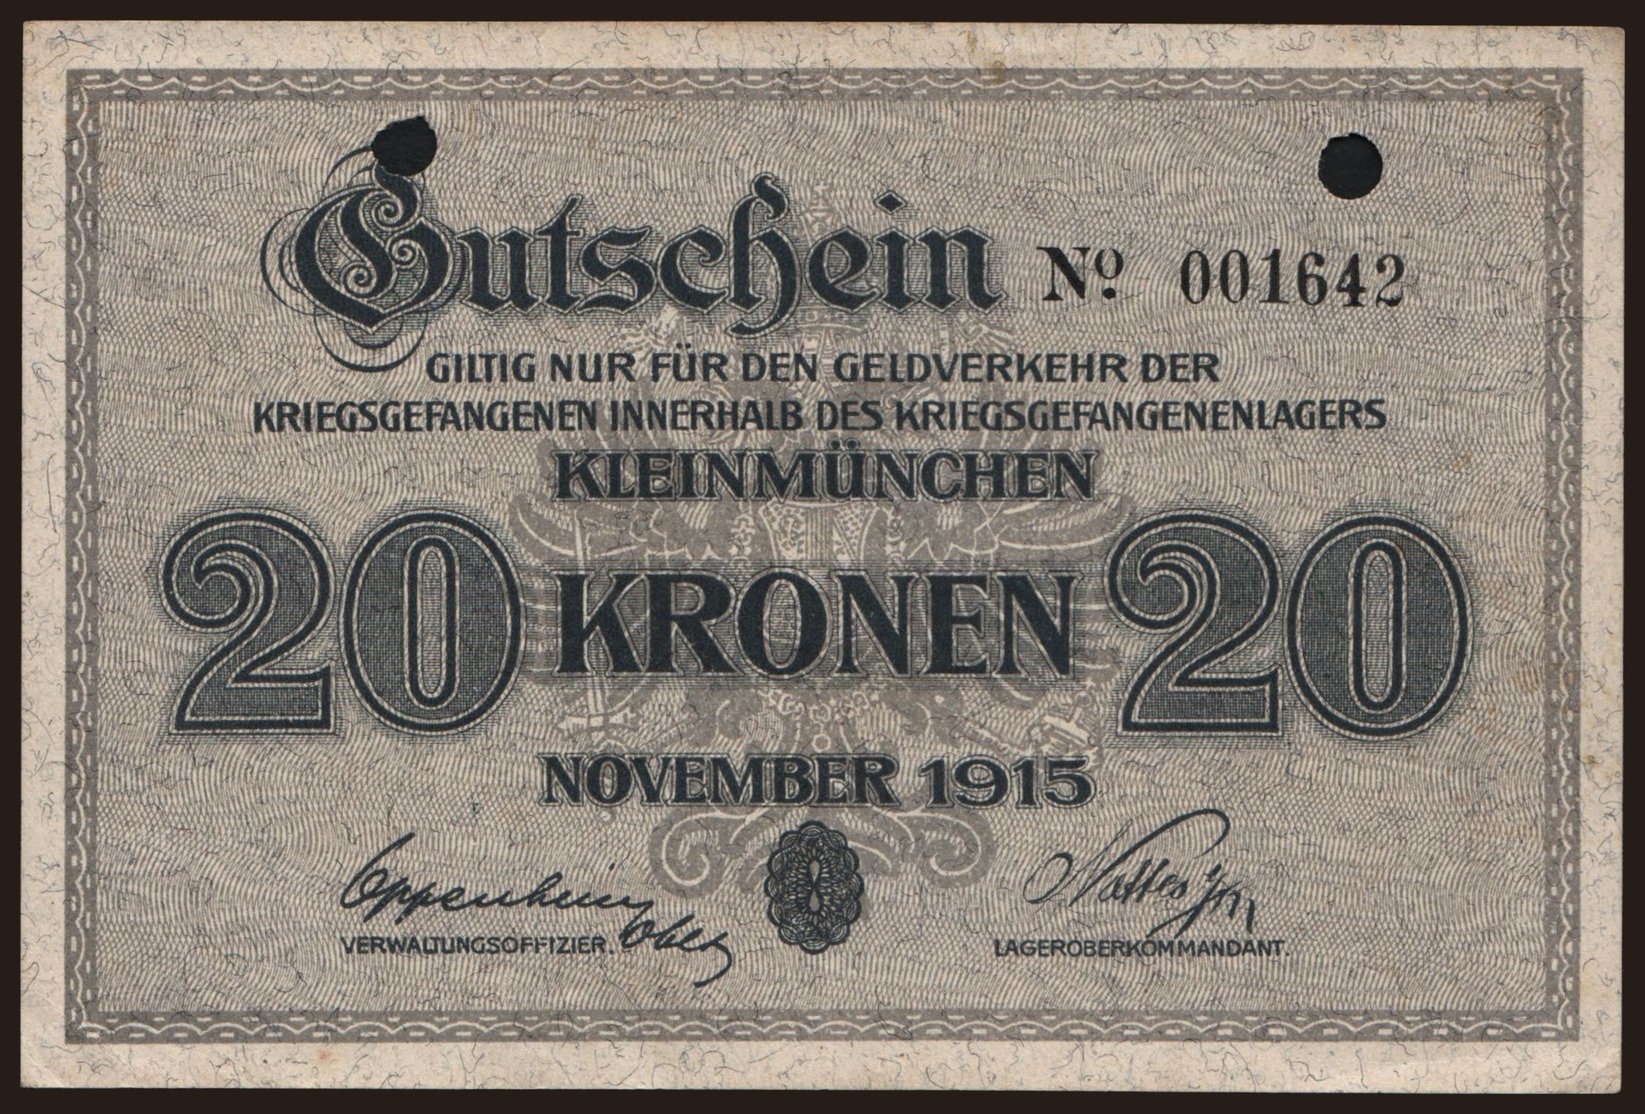 Gutschein No. 001642
GILTIG NUR FÜR DEN GELDVERKEHR DER
KRIEGSGEFANGENEN INNERHALB DES KRIEGSGEFANGENENLAGERS
KLEINMÜNCHEN
20 KRONEN 20
NOVEMBER 1915
Oppenheim
VERWALTUNGSOFFIZIER.
LAGEROBERKOMMANDANT.